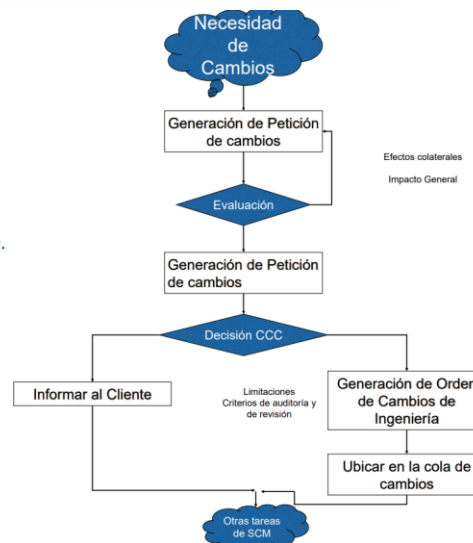 Necesidad
de
Cambios
Generación de Petición
de cambios
Efectos colaterales
Impacto General
Evaluación
.
Generación de Petición
de cambios
Decisión CCC
Informar al Cliente
Limitaciones
Criterios de auditoría y
de revisión
Generación de Orden
de Cambios de
Ingeniería
Ubicar en la cola de
cambios
Otras tareas
de SCM